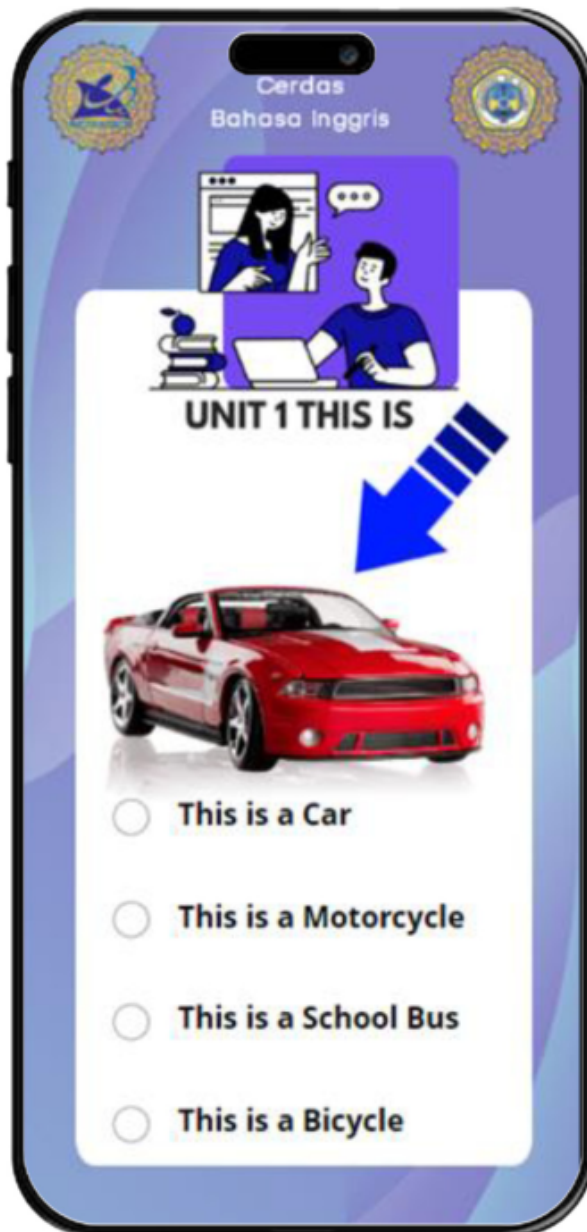 Cerdas
Bahasa Inggris
UNIT 1 THIS IS
This is a Car
This is a Motorcycle
This is a School Bus
This is a Bicycle